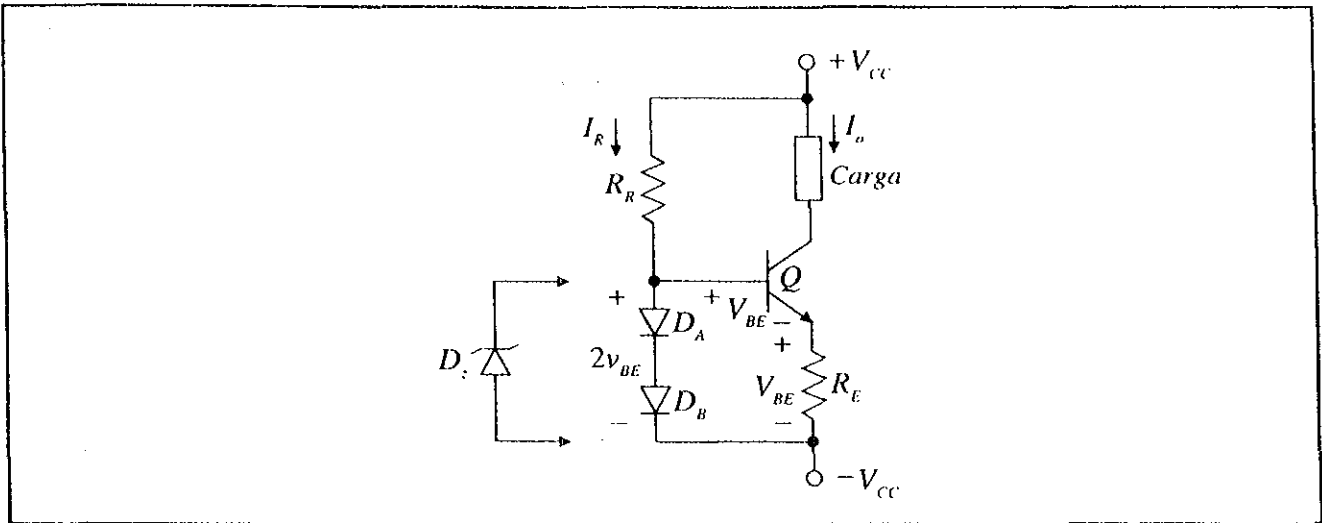 +V_CC
I_R
I_o
R_R
Carga
Q
+
+
V_BE
−
D_A
+
D_z
2v_BE
V_BE
R_E
D_B
−
−
−V_CC